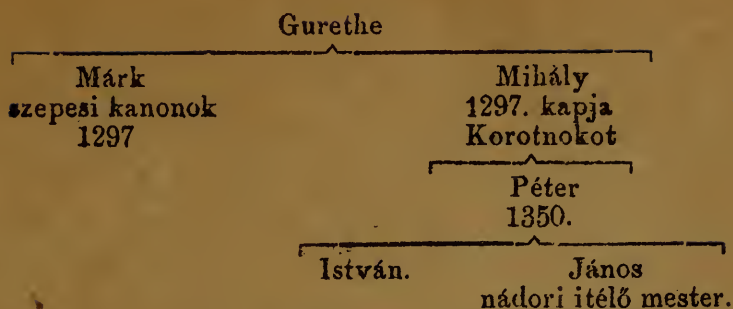 Gurethe
Márk
szepesi kanonok
1297
Mihály
1297. kapja
Korotnokot
Péter
1350.
István.
János
nádori itélő mester.